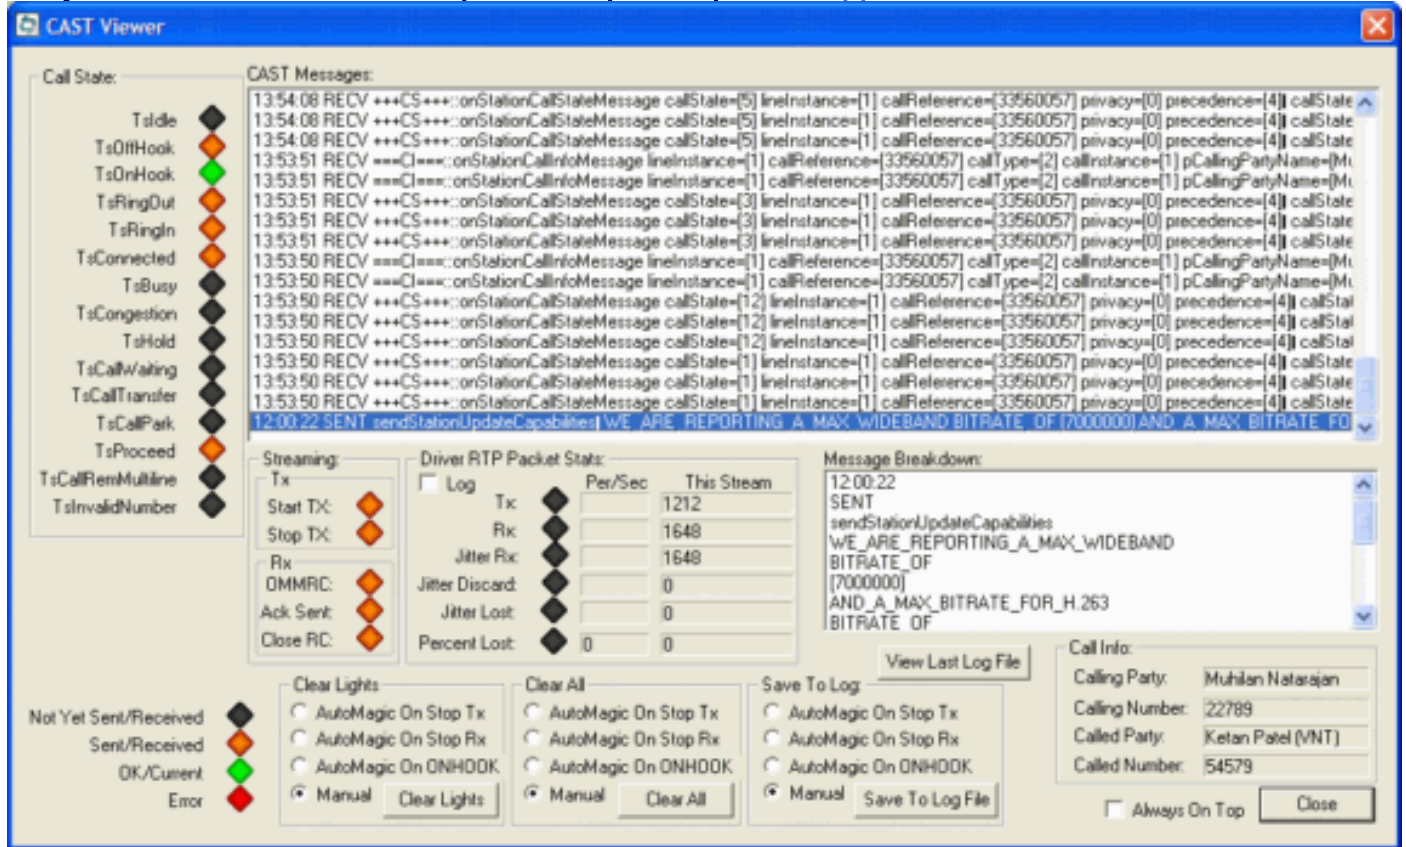 CAST Viewer
Call State:
TsIdle
TsOffHook
TsOnHook
TsRingOut
TsRingIn
TsConnected
TsBusy
TsCongestion
TsHold
TsCallWaiting
TsCallTransfer
TsCallPark
TsProceed
TsCallRemMultiline
TsInvalidNumber
CAST Messages:
13:54:08 RECV +++CS+++::onStationCallStateMessage callState=[5] lineInstance=[1] callReference=[33560057] privacy=[0] precedence=[4]| callState
13:54:08 RECV +++CS+++::onStationCallStateMessage callState=[5] lineInstance=[1] callReference=[33560057] privacy=[0] precedence=[4]| callState
13:54:08 RECV +++CS+++::onStationCallStateMessage callState=[5] lineInstance=[1] callReference=[33560057] privacy=[0] precedence=[4]| callState
13:53:51 RECV ===CI===::onStationCallInfoMessage lineInstance=[1] callReference=[33560057] callType=[2] callInstance=[1] pCallingPartyName=[Mu
13:53:51 RECV ===CI===::onStationCallInfoMessage lineInstance=[1] callReference=[33560057] callType=[2] callInstance=[1] pCallingPartyName=[Mu
13:53:51 RECV +++CS+++::onStationCallStateMessage callState=[3] lineInstance=[1] callReference=[33560057] privacy=[0] precedence=[4]| callState
13:53:51 RECV +++CS+++::onStationCallStateMessage callState=[3] lineInstance=[1] callReference=[33560057] privacy=[0] precedence=[4]| callState
13:53:51 RECV +++CS+++::onStationCallStateMessage callState=[3] lineInstance=[1] callReference=[33560057] privacy=[0] precedence=[4]| callState
13:53:50 RECV ===CI===::onStationCallInfoMessage lineInstance=[1] callReference=[33560057] callType=[2] callInstance=[1] pCallingPartyName=[Mu
13:53:50 RECV ===CI===::onStationCallInfoMessage lineInstance=[1] callReference=[33560057] callType=[2] callInstance=[1] pCallingPartyName=[Mu
13:53:50 RECV +++CS+++::onStationCallStateMessage callState=[12] lineInstance=[1] callReference=[33560057] privacy=[0] precedence=[4]| callStat
13:53:50 RECV +++CS+++::onStationCallStateMessage callState=[12] lineInstance=[1] callReference=[33560057] privacy=[0] precedence=[4]| callStat
13:53:50 RECV +++CS+++::onStationCallStateMessage callState=[12] lineInstance=[1] callReference=[33560057] privacy=[0] precedence=[4]| callStat
13:53:50 RECV +++CS+++::onStationCallStateMessage callState=[1] lineInstance=[1] callReference=[33560057] privacy=[0] precedence=[4]| callState
13:53:50 RECV +++CS+++::onStationCallStateMessage callState=[1] lineInstance=[1] callReference=[33560057] privacy=[0] precedence=[4]| callState
13:53:50 RECV +++CS+++::onStationCallStateMessage callState=[1] lineInstance=[1] callReference=[33560057] privacy=[0] precedence=[4]| callState
12:00:22 SENT sendStationUpdateCapabilities| WE_ARE_REPORTING_A_MAX_WIDEBAND BITRATE_OF [7000000] AND_A_MAX_BITRATE_FO
Streaming:
Tx
Start TX:
Stop TX:
Rx
OMMRC:
Ack Sent:
Close RC:
Driver RTP Packet Stats:
Log Per/Sec This Stream
Tx: 1212
Rx: 1648
Jitter Rx: 1648
Jitter Discard: 0
Jitter Lost: 0
Percent Lost: 0 0
Message Breakdown:
12:00:22
SENT
sendStationUpdateCapabilities
WE_ARE_REPORTING_A_MAX_WIDEBAND
BITRATE_OF
[7000000]
AND_A_MAX_BITRATE_FOR_H.263
BITRATE_OF
View Last Log File
Call Info:
Calling Party: Muhilan Natarajan
Calling Number: 22789
Called Party: Ketan Patel (VNT)
Called Number: 54579
Not Yet Sent/Received
Sent/Received
OK/Current
Error
Clear Lights
AutoMagic On Stop Tx
AutoMagic On Stop Rx
AutoMagic On ONHOOK
Manual Clear Lights
Clear All
AutoMagic On Stop Tx
AutoMagic On Stop Rx
AutoMagic On ONHOOK
Manual Clear All
Save To Log:
AutoMagic On Stop Tx
AutoMagic On Stop Rx
AutoMagic On ONHOOK
Manual Save To Log File
Always On Top Close